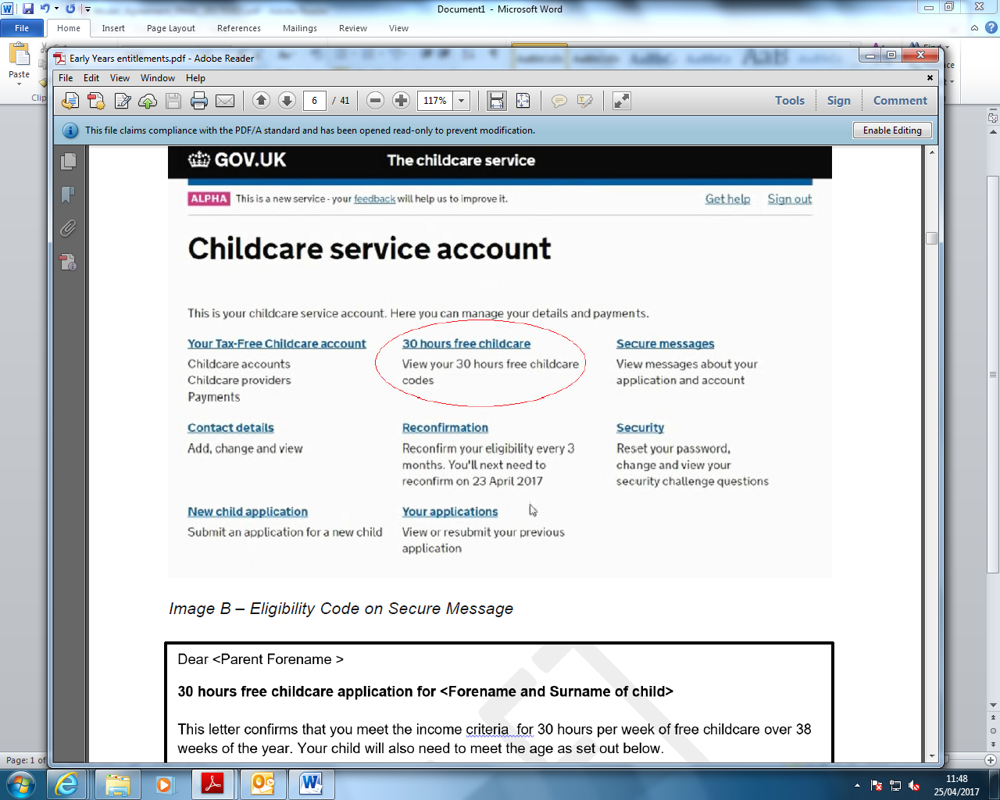 Document1 - Microsoft Word
File Home Insert Page Layout References Mailings Review View
Paste
Early Years entitlements.pdf - Adobe Reader
File Edit View Window Help
6 / 41 117% Tools Sign Comment
This file claims compliance with the PDF/A standard and has been opened read-only to prevent modification. Enable Editing
GOV.UK The childcare service
ALPHA This is a new service - your feedback will help us to improve it. Get help Sign out
Childcare service account
This is your childcare service account. Here you can manage your details and payments.
Your Tax-Free Childcare account
Childcare accounts
Childcare providers
Payments
30 hours free childcare
View your 30 hours free childcare
codes
Secure messages
View messages about your
application and account
Contact details
Add, change and view
Reconfirmation
Reconfirm your eligibility every 3
months. You'll next need to
reconfirm on 23 April 2017
Security
Reset your password,
change and view your
security challenge questions
New child application
Submit an application for a new child
Your applications
View or resubmit your previous
application
Image B – Eligibility Code on Secure Message
Dear <Parent Forename >
30 hours free childcare application for <Forename and Surname of child>
This letter confirms that you meet the income criteria for 30 hours per week of free childcare over 38
weeks of the year. Your child will also need to meet the age as set out below.
Page: 1 of
11:48
25/04/2017